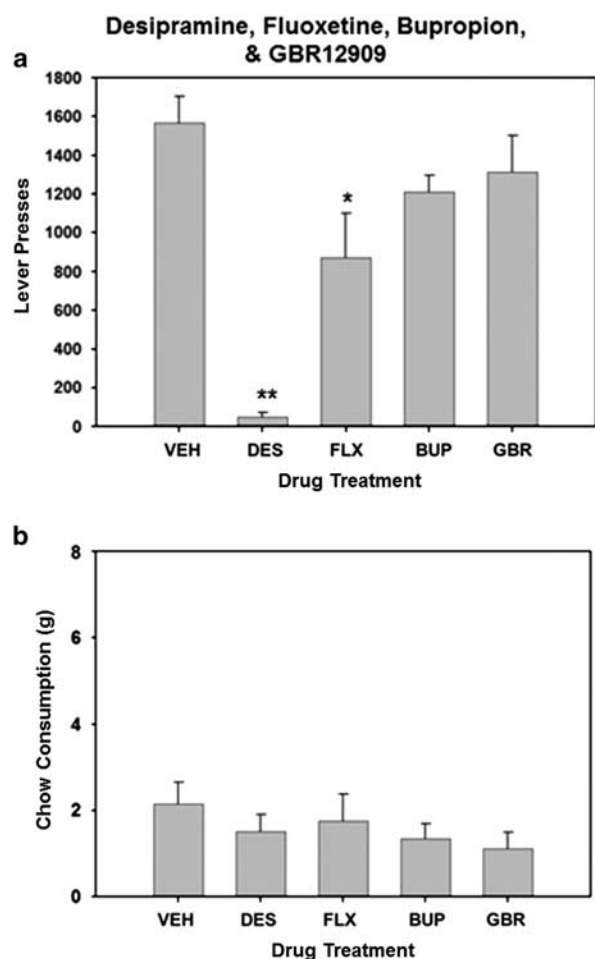 Desipramine, Fluoxetine, Bupropion,
& GBR12909
a
1800
1600
1400
1200
1000
800
600
400
200
0
Lever Presses
*
**
VEH DES FLX BUP GBR
Drug Treatment
b
8
6
4
2
0
Chow Consumption (g)
VEH DES FLX BUP GBR
Drug Treatment